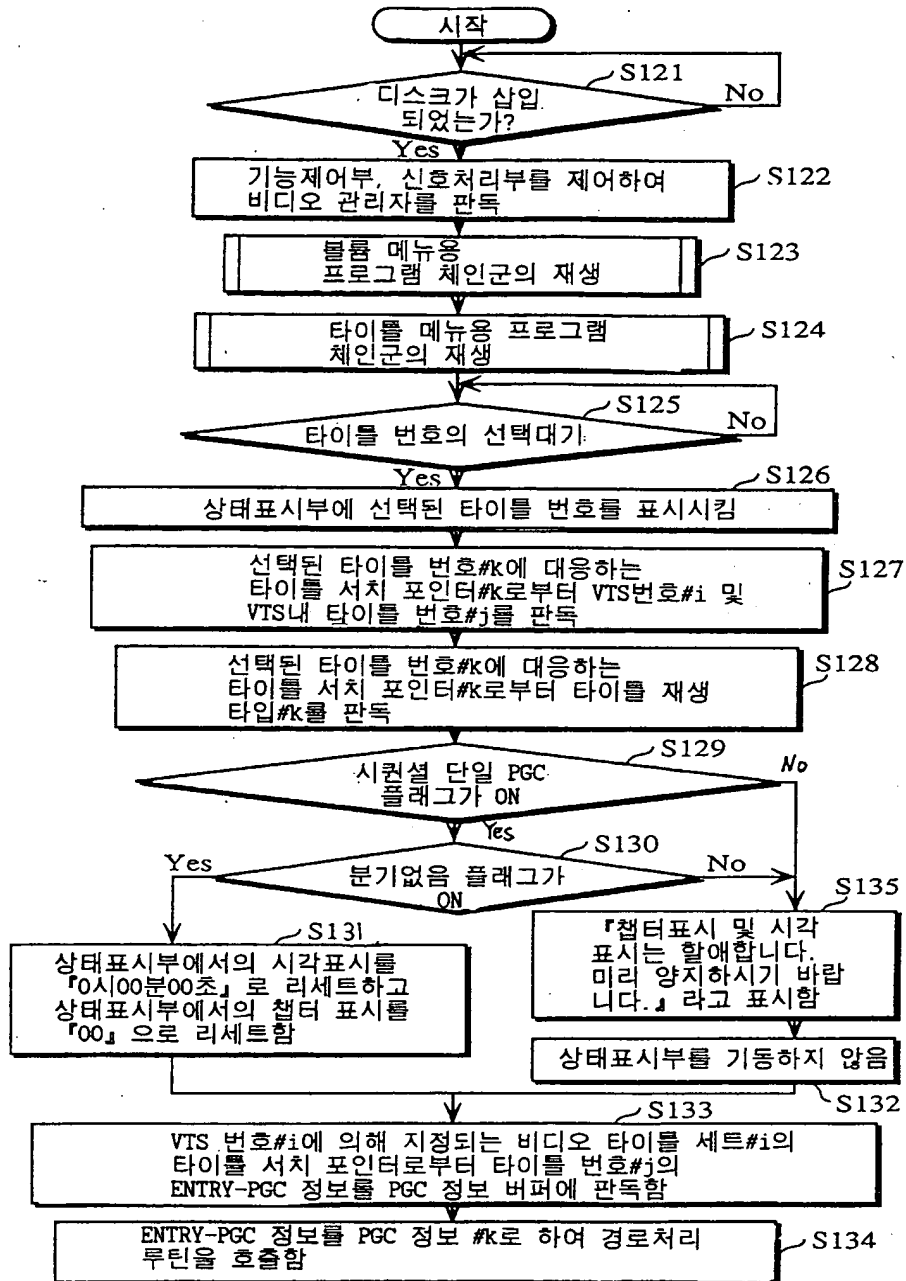 시작
S121
디스크가 삽입
되었는가?
No
Yes
기능제어부, 신호처리부를 제어하여
비디오 관리자를 판독
S122
볼륨 메뉴용
프로그램 체인군의 재생
S123
타이틀 메뉴용 프로그램
체인군의 재생
S124
S125
타이틀 번호의 선택대기
No
Yes
S126
상태표시부에 선택된 타이틀 번호를 표시시킴
선택된 타이틀 번호#k에 대응하는
타이틀 서치 포인터#k로부터 VTS번호#i 및
VTS내 타이틀 번호#j를 판독
S127
선택된 타이틀 번호#k에 대응하는
타이틀 서치 포인터#k로부터 타이틀 재생
타입#k를 판독
S128
S129
시퀀셜 단일 PGC
플래그가 ON
No
Yes
S130
분기없음 플래그가
ON
Yes
No
S131
상태표시부에서의 시각표시를
『0시00분00초』로 리세트하고
상태표시부에서의 챕터 표시를
『00』으로 리세트함
S135
『챕터표시 및 시각
표시는 할애합니다.
미리 양지하시기 바랍
니다.』라고 표시함
상태표시부를 기동하지 않음
S132
S133
VTS 번호#i에 의해 지정되는 비디오 타이틀 세트#i의
타이틀 서치 포인터로부터 타이틀 번호#j의
ENTRY-PGC 정보를 PGC 정보 버퍼에 판독함
ENTRY-PGC 정보를 PGC 정보 #k로 하여 경로처리
루틴을 호출함
S134